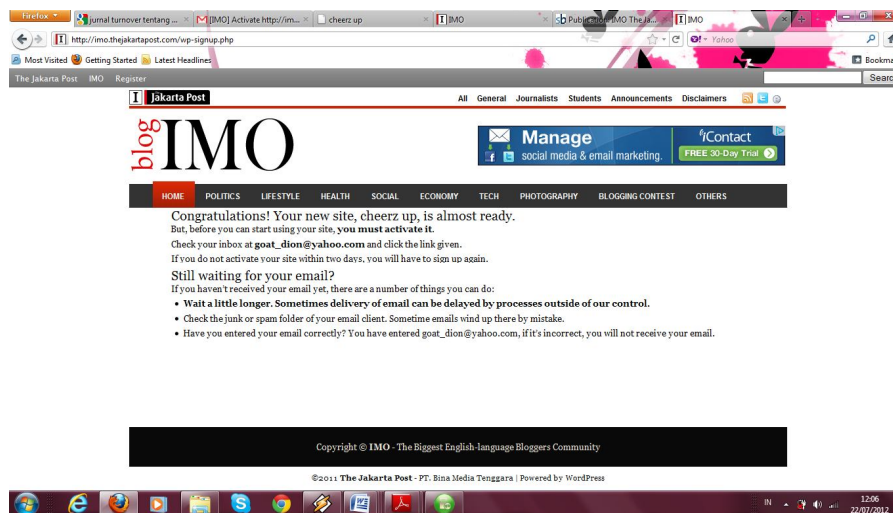 Firefox
jurnal turnover tentang ...
[IMO] Activate http://im...
cheerz up
IMO
Publication IMO The Ja...
IMO
http://imo.thejakartapost.com/wp-signup.php
Yahoo
Most Visited
Getting Started
Latest Headlines
Bookma
The Jakarta Post
IMO
Register
Searc
I Jakarta Post
All General Journalists Students Announcements Disclaimers
blog IMO
Manage
social media & email marketing.
iContact
FREE 30-Day Trial
HOME POLITICS LIFESTYLE HEALTH SOCIAL ECONOMY TECH PHOTOGRAPHY BLOGGING CONTEST OTHERS
Congratulations! Your new site, cheerz up, is almost ready.
But, before you can start using your site, you must activate it.
Check your inbox at goat_dion@yahoo.com and click the link given.
If you do not activate your site within two days, you will have to sign up again.
Still waiting for your email?
If you haven't received your email yet, there are a number of things you can do:
• Wait a little longer. Sometimes delivery of email can be delayed by processes outside of our control.
• Check the junk or spam folder of your email client. Sometime emails wind up there by mistake.
• Have you entered your email correctly? You have entered goat_dion@yahoo.com, if it's incorrect, you will not receive your email.
Copyright © IMO - The Biggest English-language Bloggers Community
©2011 The Jakarta Post - PT. Bina Media Tenggara | Powered by WordPress
IN
12:06
22/07/2012